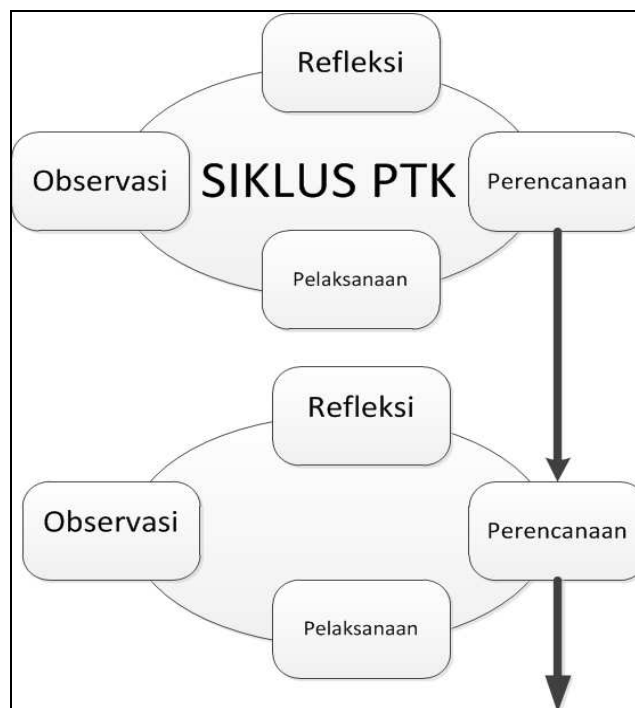 Refleksi
Observasi
SIKLUS PTK
Perencanaan
Pelaksanaan
Refleksi
Observasi
Perencanaan
Pelaksanaan